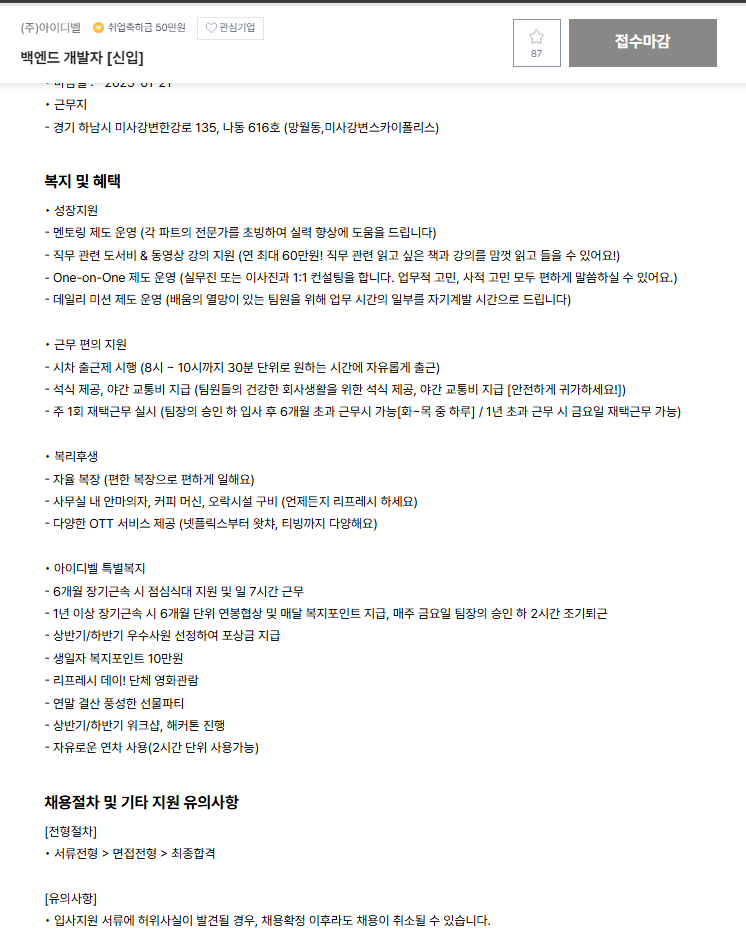 (주)아이디벨 취업축하금 50만원 관심기업
백엔드 개발자 [신입]
87
접수마감
• 마감일 : ~ 2025-01-21
• 근무지
- 경기 하남시 미사강변한강로 135, 나동 616호 (망월동,미사강변스카이폴리스)
복지 및 혜택
• 성장지원
- 멘토링 제도 운영 (각 파트의 전문가를 초빙하여 실력 향상에 도움을 드립니다)
- 직무 관련 도서비 & 동영상 강의 지원 (연 최대 60만원! 직무 관련 읽고 싶은 책과 강의를 맘껏 읽고 들을 수 있어요!)
- One-on-One 제도 운영 (실무진 또는 이사진과 1:1 컨설팅을 합니다. 업무적 고민, 사적 고민 모두 편하게 말씀하실 수 있어요.)
- 데일리 미션 제도 운영 (배움의 열망이 있는 팀원을 위해 업무 시간의 일부를 자기계발 시간으로 드립니다)
• 근무 편의 지원
- 시차 출근제 시행 (8시 ~ 10시까지 30분 단위로 원하는 시간에 자유롭게 출근)
- 석식 제공, 야간 교통비 지급 (팀원들의 건강한 회사생활을 위한 석식 제공, 야간 교통비 지급 [안전하게 귀가하세요!])
- 주 1회 재택근무 실시 (팀장의 승인 하 입사 후 6개월 초과 근무시 가능[화~목 중 하루] / 1년 초과 근무 시 금요일 재택근무 가능)
• 복리후생
- 자율 복장 (편한 복장으로 편하게 일해요)
- 사무실 내 안마의자, 커피 머신, 오락시설 구비 (언제든지 리프레시 하세요)
- 다양한 OTT 서비스 제공 (넷플릭스부터 왓챠, 티빙까지 다양해요)
• 아이디벨 특별복지
- 6개월 장기근속 시 점심식대 지원 및 일 7시간 근무
- 1년 이상 장기근속 시 6개월 단위 연봉협상 및 매달 복지포인트 지급, 매주 금요일 팀장의 승인 하 2시간 조기퇴근
- 상반기/하반기 우수사원 선정하여 포상금 지급
- 생일자 복지포인트 10만원
- 리프레시 데이! 단체 영화관람
- 연말 결산 풍성한 선물파티
- 상반기/하반기 워크샵, 해커톤 진행
- 자유로운 연차 사용(2시간 단위 사용가능)
채용절차 및 기타 지원 유의사항
[전형절차]
• 서류전형 > 면접전형 > 최종합격
[유의사항]
• 입사지원 서류에 허위사실이 발견될 경우, 채용확정 이후라도 채용이 취소될 수 있습니다.